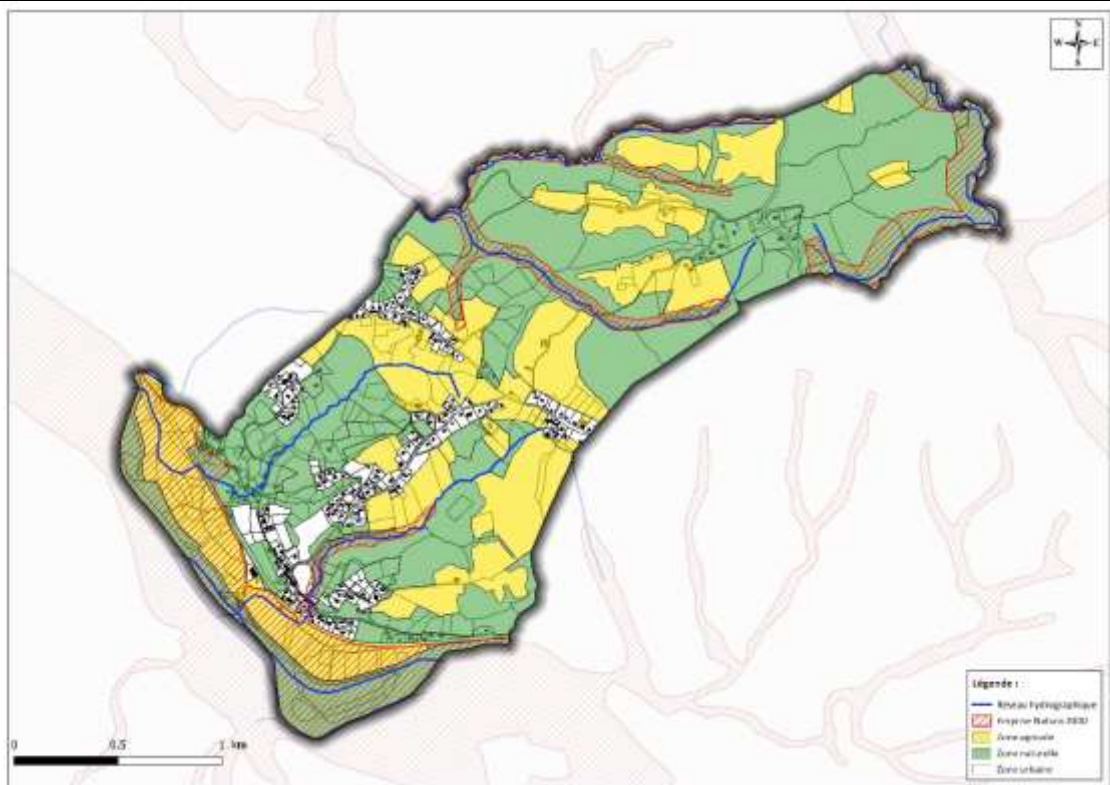 N
W E
S
0 0.5 1 km
Légende :
Réseau hydrographique
Emprise Natura 2000
Zone agricole
Zone naturelle
Zone urbaine